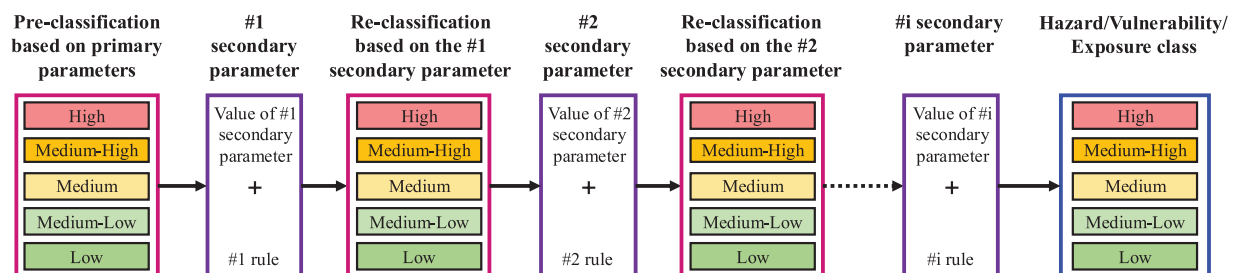 Pre-classification
based on primary
parameters
#1
secondary
parameter
Re-classification
based on the #1
secondary parameter
#2
secondary
parameter
Re-classification
based on the #2
secondary parameter
#i secondary
parameter
Hazard/Vulnerability/
Exposure class
High
Medium-High
Medium
Medium-Low
Low
Value of #1
secondary
parameter
+
#1 rule
High
Medium-High
Medium
Medium-Low
Low
Value of #2
secondary
parameter
+
#2 rule
High
Medium-High
Medium
Medium-Low
Low
Value of #i
secondary
parameter
+
#i rule
High
Medium-High
Medium
Medium-Low
Low